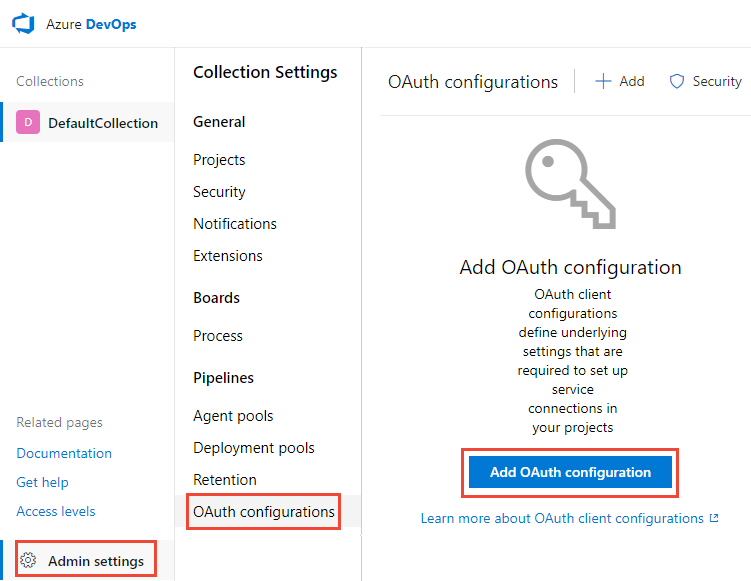 Azure DevOps
Collections
D
DefaultCollection
Related pages
Documentation
Get help
Access levels
Admin settings
Collection Settings
General
Projects
Security
Notifications
Extensions
Boards
Process
Pipelines
Agent pools
Deployment pools
Retention
OAuth configurations
OAuth configurations
Add
Security
Add OAuth configuration
OAuth client
configurations
define underlying
settings that are
required to set up
service
connections in
your projects
Add OAuth configuration
Learn more about OAuth client configurations